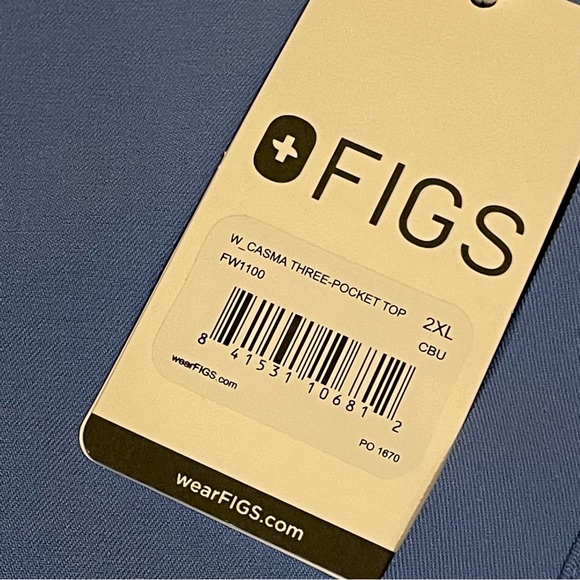 FIGS
W_CASMA THREE-POCKET TOP
FW1100
2XL
CBU
8 41531 10681 2
wearFIGS.com
PO 1670
wearFIGS.com